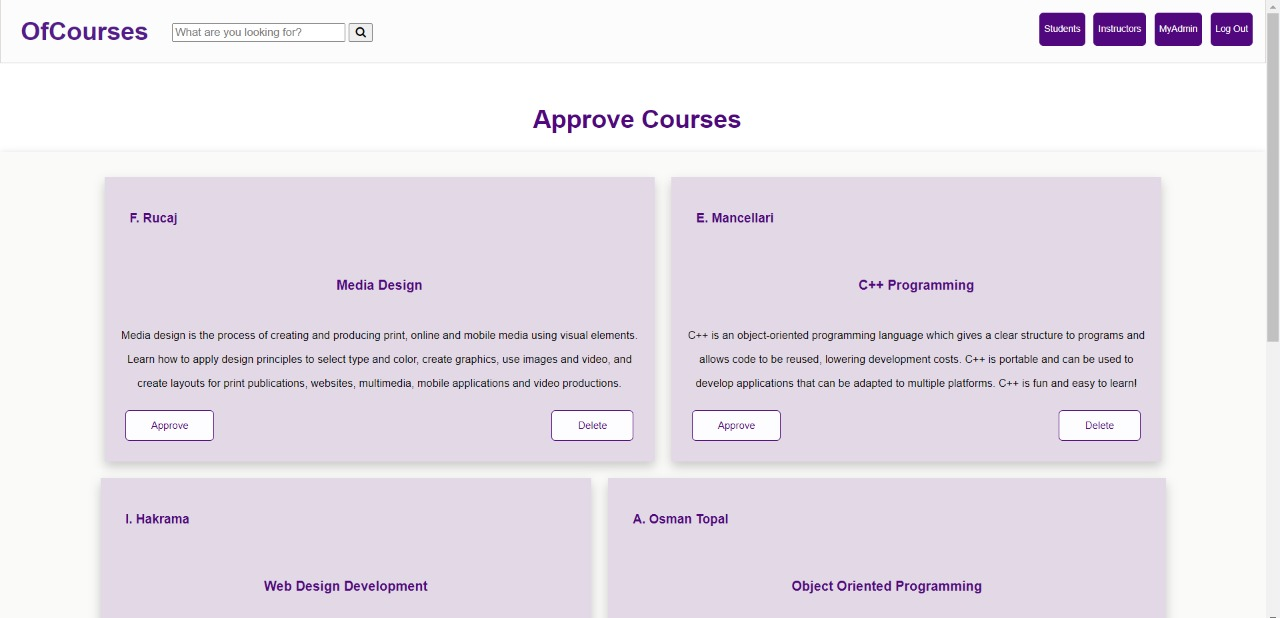 OfCourses
What are you looking for?
Students
Instructors
MyAdmin
Log Out
Approve Courses
F. Rucaj
Media Design
Media design is the process of creating and producing print, online and mobile media using visual elements.
Learn how to apply design principles to select type and color, create graphics, use images and video, and
create layouts for print publications, websites, multimedia, mobile applications and video productions.
Approve
Delete
E. Mancellari
C++ Programming
C++ is an object-oriented programming language which gives a clear structure to programs and
allows code to be reused, lowering development costs. C++ is portable and can be used to
develop applications that can be adapted to multiple platforms. C++ is fun and easy to learn!
Approve
Delete
I. Hakrama
Web Design Development
A. Osman Topal
Object Oriented Programming